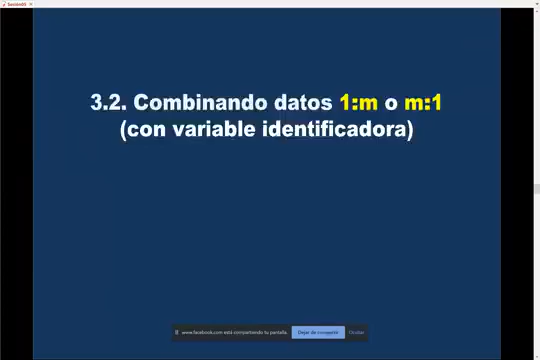 3.2. Combinando datos 1:m o m:1
(con variable identificadora)
www.facebook.com está compartiendo tu pantalla.
Dejar de compartir
Ocultar